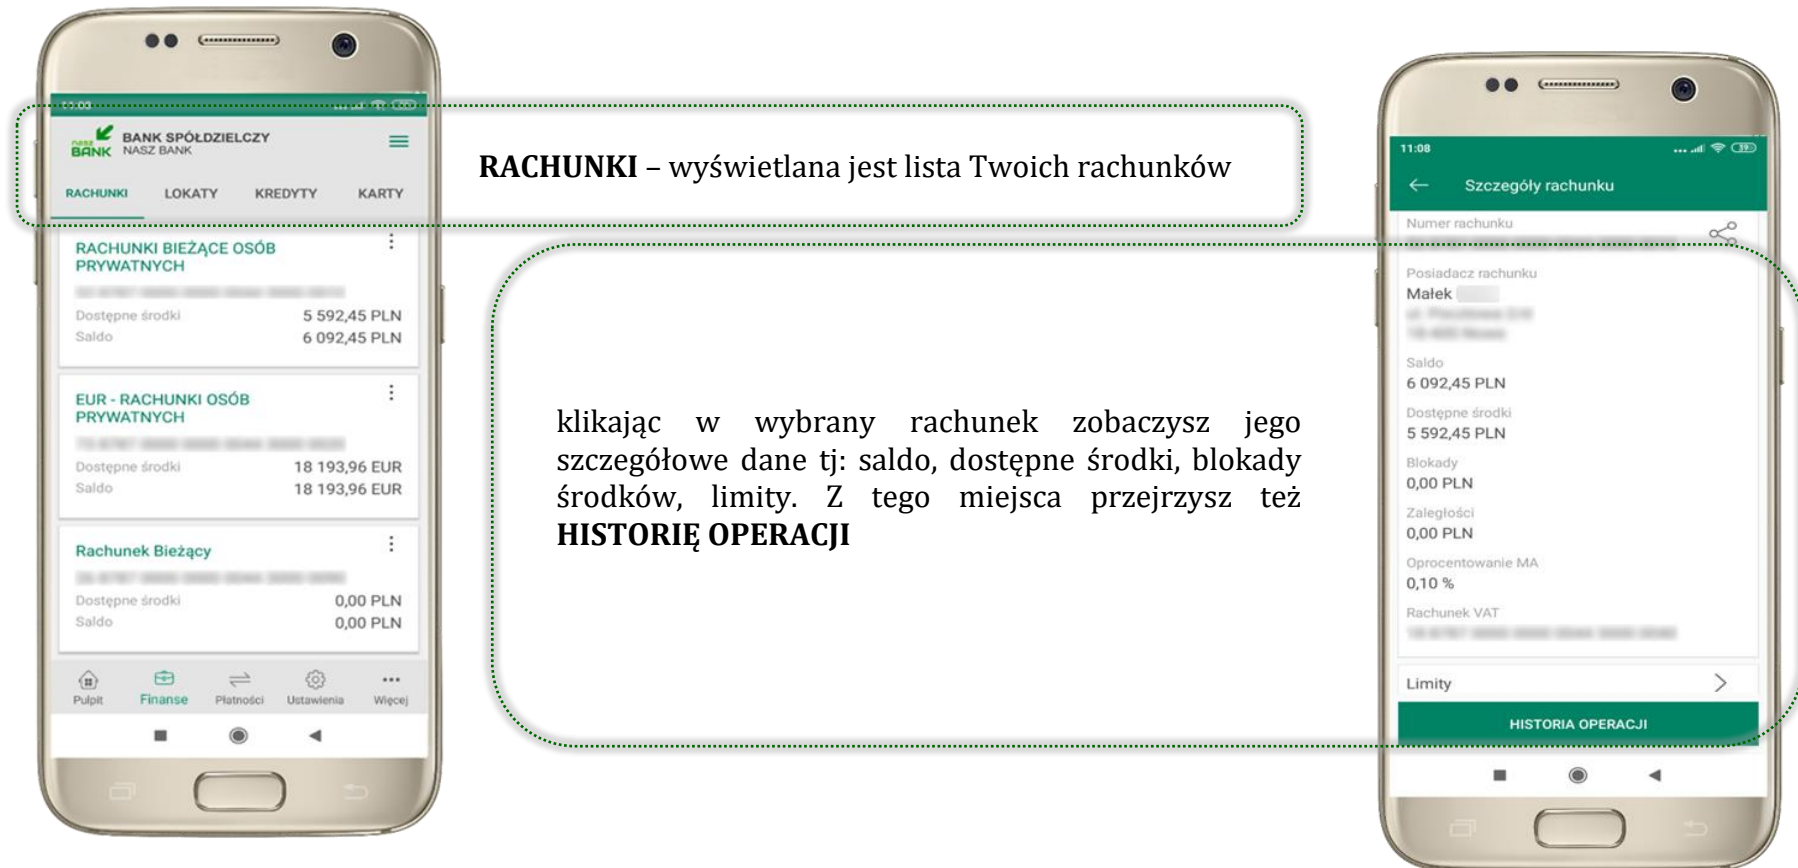 11:03
nasz BANK
BANK SPÓŁDZIELCZY
NASZ BANK
RACHUNKI LOKATY KREDYTY KARTY
RACHUNKI BIEŻĄCE OSÓB
PRYWATNYCH
Dostępne środki 5 592,45 PLN
Saldo 6 092,45 PLN
EUR - RACHUNKI OSÓB
PRYWATNYCH
Dostępne środki 18 193,96 EUR
Saldo 18 193,96 EUR
Rachunek Bieżący
Dostępne środki 0,00 PLN
Saldo 0,00 PLN
Pulpit Finanse Płatności Ustawienia Więcej
RACHUNKI – wyświetlana jest lista Twoich rachunków
klikając w wybrany rachunek zobaczysz jego
szczegółowe dane tj: saldo, dostępne środki, blokady
środków, limity. Z tego miejsca przejrzysz też
HISTORIĘ OPERACJI
11:08
Szczegóły rachunku
Numer rachunku
Posiadacz rachunku
Małek
Saldo
6 092,45 PLN
Dostępne środki
5 592,45 PLN
Blokady
0,00 PLN
Zaległości
0,00 PLN
Oprocentowanie MA
0,10 %
Rachunek VAT
Limity
HISTORIA OPERACJI